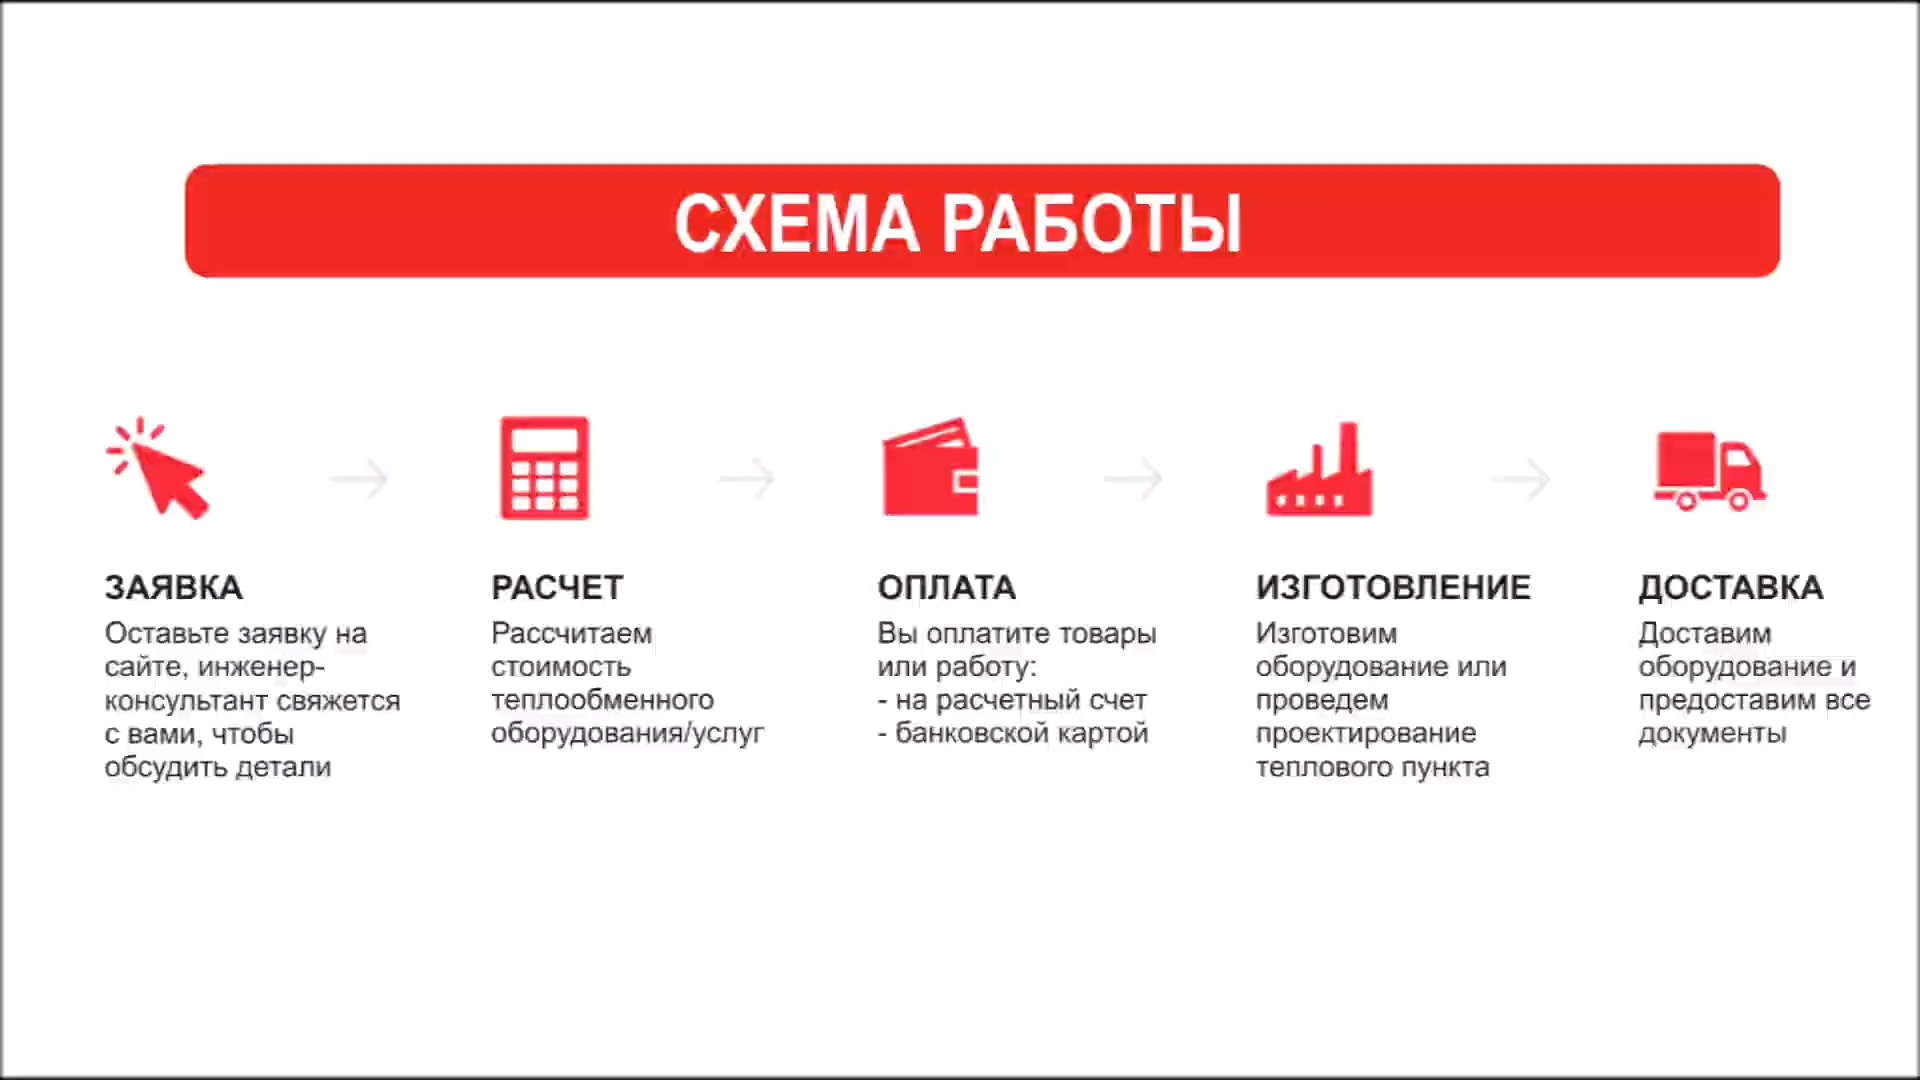 СХЕМА РАБОТЫ
ЗАЯВКА
Оставьте заявку на
сайте, инженер-
консультант свяжется
с вами, чтобы
обсудить детали
РАСЧЕТ
Рассчитаем
стоимость
теплообменного
оборудования/услуг
ОПЛАТА
Вы оплатите товары
или работу:
- на расчетный счет
- банковской картой
ИЗГОТОВЛЕНИЕ
Изготовим
оборудование или
проведем
проектирование
теплового пункта
ДОСТАВКА
Доставим
оборудование и
предоставим все
документы